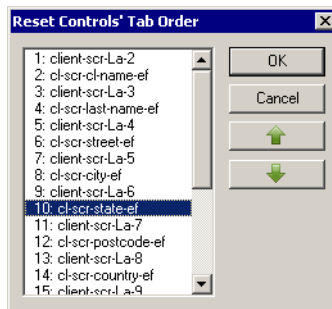 Reset Controls' Tab Order
1: client-scr-La-2
2: cl-scr-cl-name-ef
3: client-scr-La-3
4: cl-scr-last-name-ef
5: client-scr-La-4
6: cl-scr-street-ef
7: client-scr-La-5
8: cl-scr-city-ef
9: client-scr-La-6
10: cl-scr-state-ef
11: client-scr-La-7
12: cl-scr-postcode-ef
13: client-scr-La-8
14: cl-scr-country-ef
15: client-scr-La-9
OK
Cancel